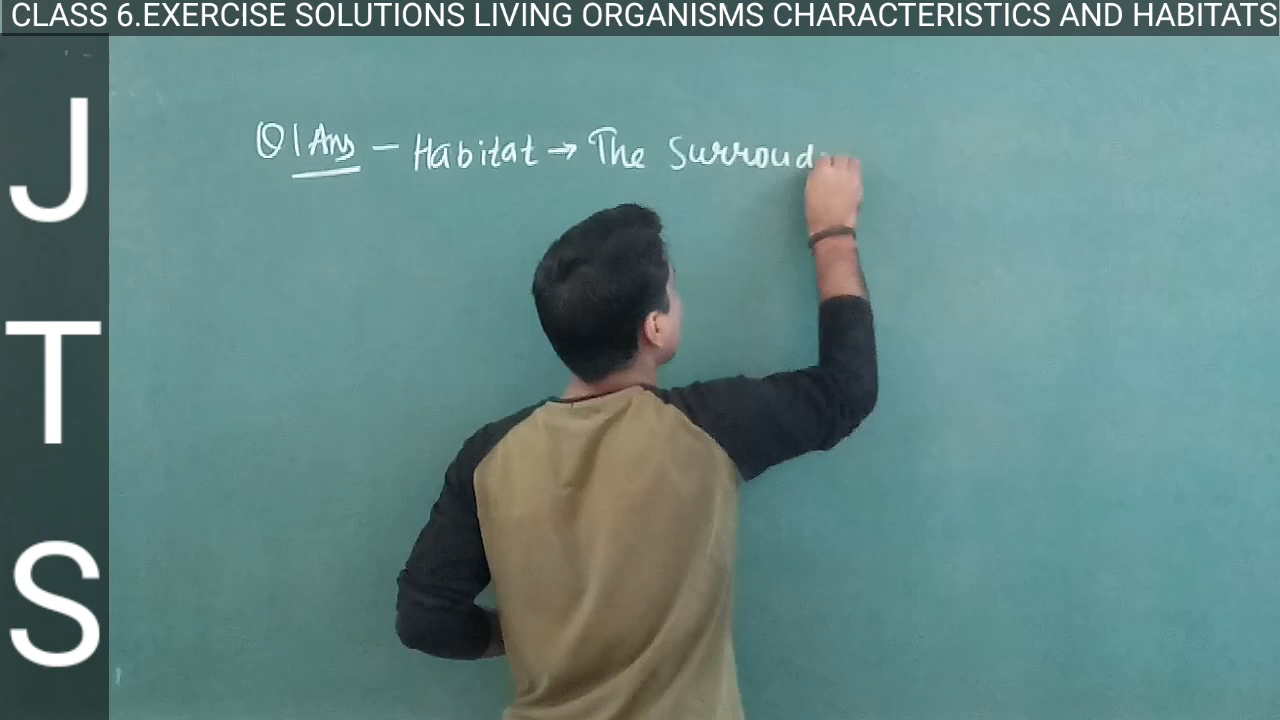 CLASS 6.EXERCISE SOLUTIONS LIVING ORGANISMS CHARACTERISTICS AND HABITATS
J
T
S
Q1 Ans – Habitat → The Surroud